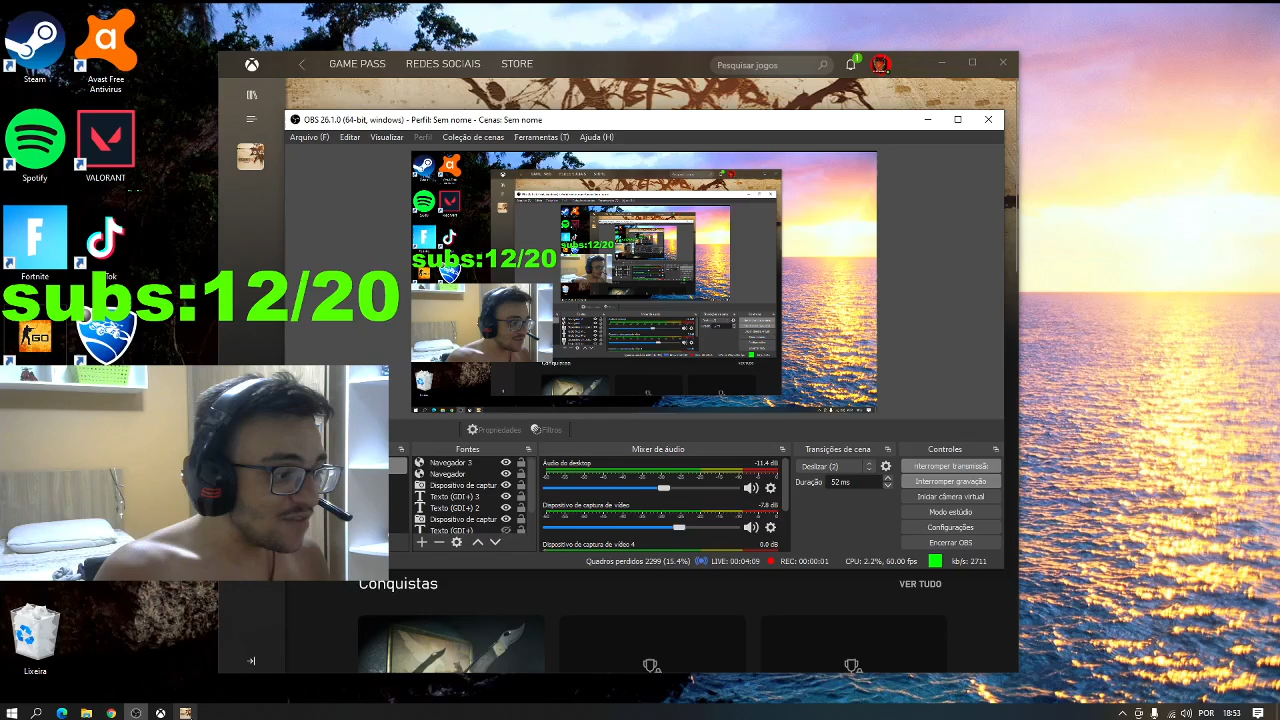 Steam
Avast Free
Antivirus
Spotify
VALORANT
Fortnite
subs:12/20
Lixeira
GAME PASS
REDES SOCIAIS
STORE
Pesquisar jogos
1
OBS 26.1.0 (64-bit, windows) - Perfil: Sem nome - Cenas: Sem nome
Arquivo (F)
Editar
Visualizar
Perfil
Coleção de cenas
Ferramentas (T)
Ajuda (H)
subs:12/20
subs:12/20
Propriedades
Filtros
Fontes
Navegador 3
Navegador
Dispositivo de captur
Texto (GDI+) 3
Texto (GDI+) 2
Dispositivo de captur
Texto (GDI+)
Mixer de áudio
Áudio do desktop
-11.4 dB
Dispositivo de captura de vídeo
-7.8 dB
Dispositivo de captura de vídeo 4
0.0 dB
Transições de cena
Deslizar (2)
Duração
52 ms
Controles
nterromper transmissã
Interromper gravação
Iniciar câmera virtual
Modo estúdio
Configurações
Encerrar OBS
Quadros perdidos 2299 (15.4%)
LIVE: 00:04:09
REC: 00:00:01
CPU: 2.2%, 60.00 fps
kb/s: 2711
Conquistas
VER TUDO
POR
18:53